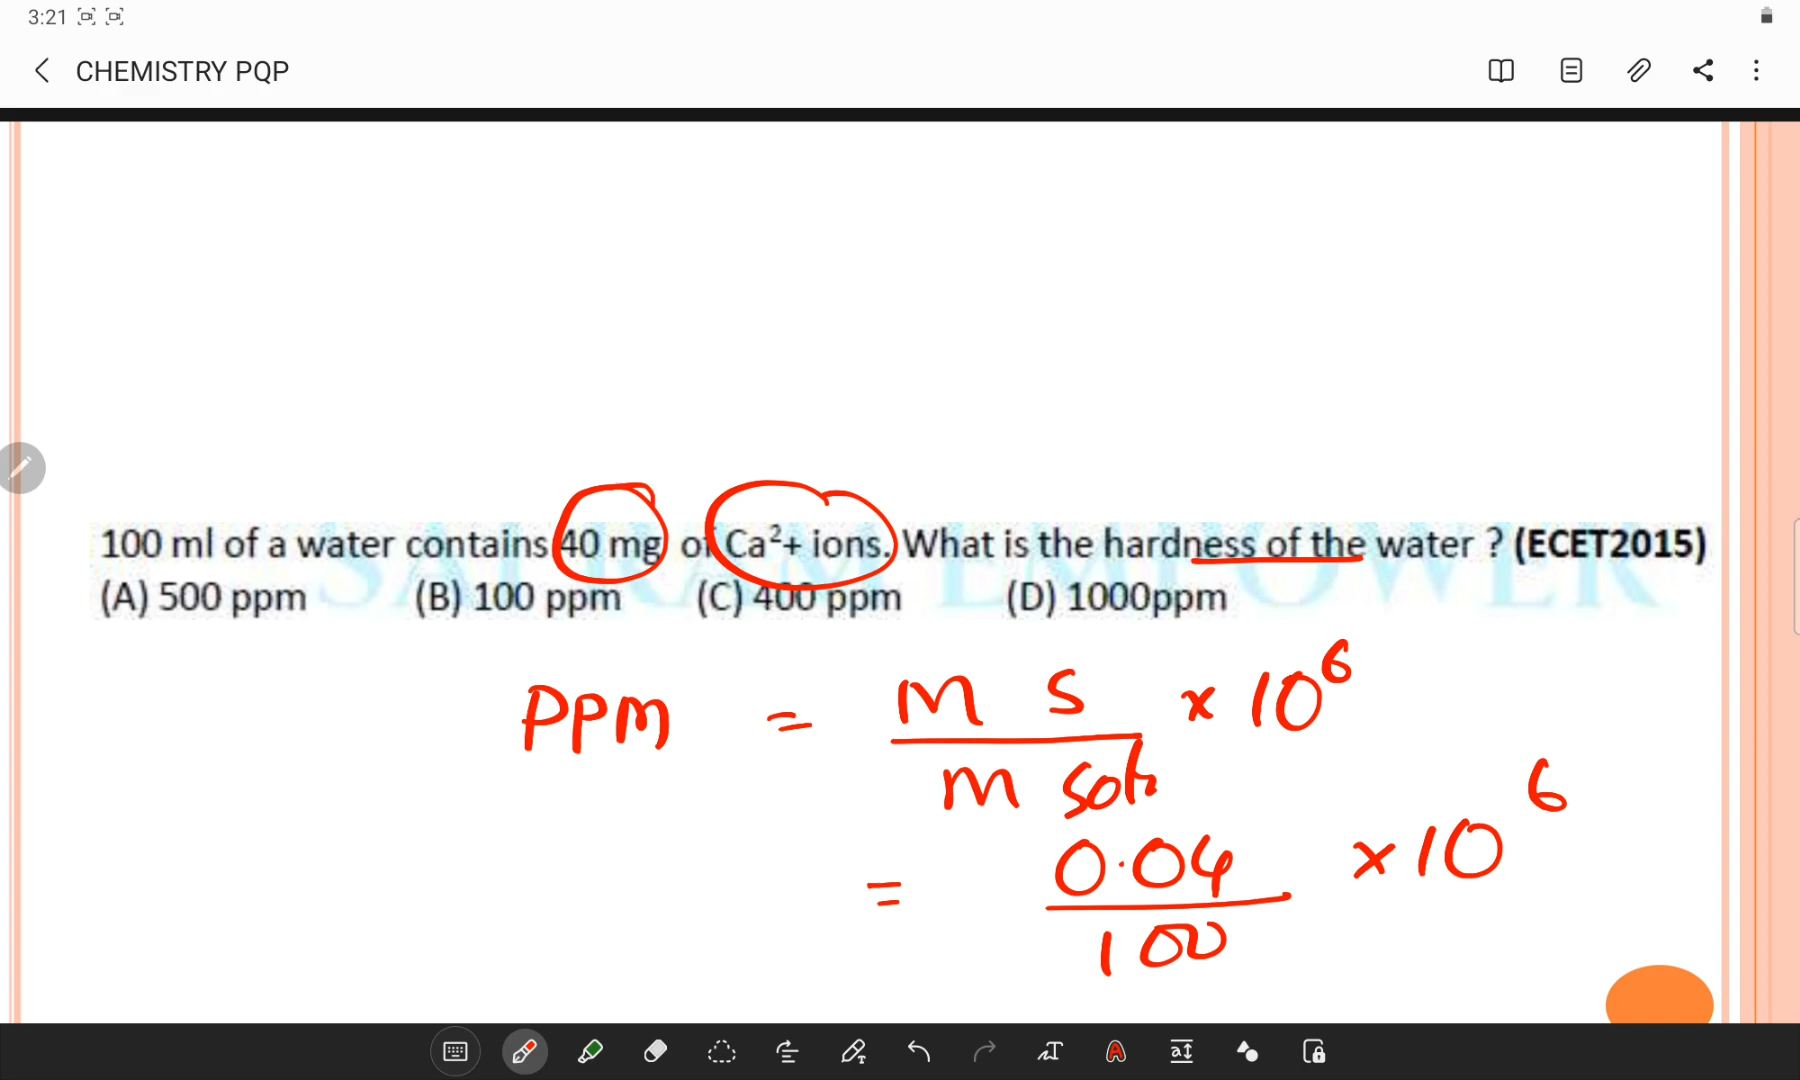 3:21
CHEMISTRY PQP
100 ml of a water contains 40 mg of Ca²+ ions. What is the hardness of the water ? (ECET2015)
(A) 500 ppm (B) 100 ppm (C) 400 ppm (D) 1000ppm
PPm = m s × 10⁶
m soln
= 0.04 × 10⁶
100